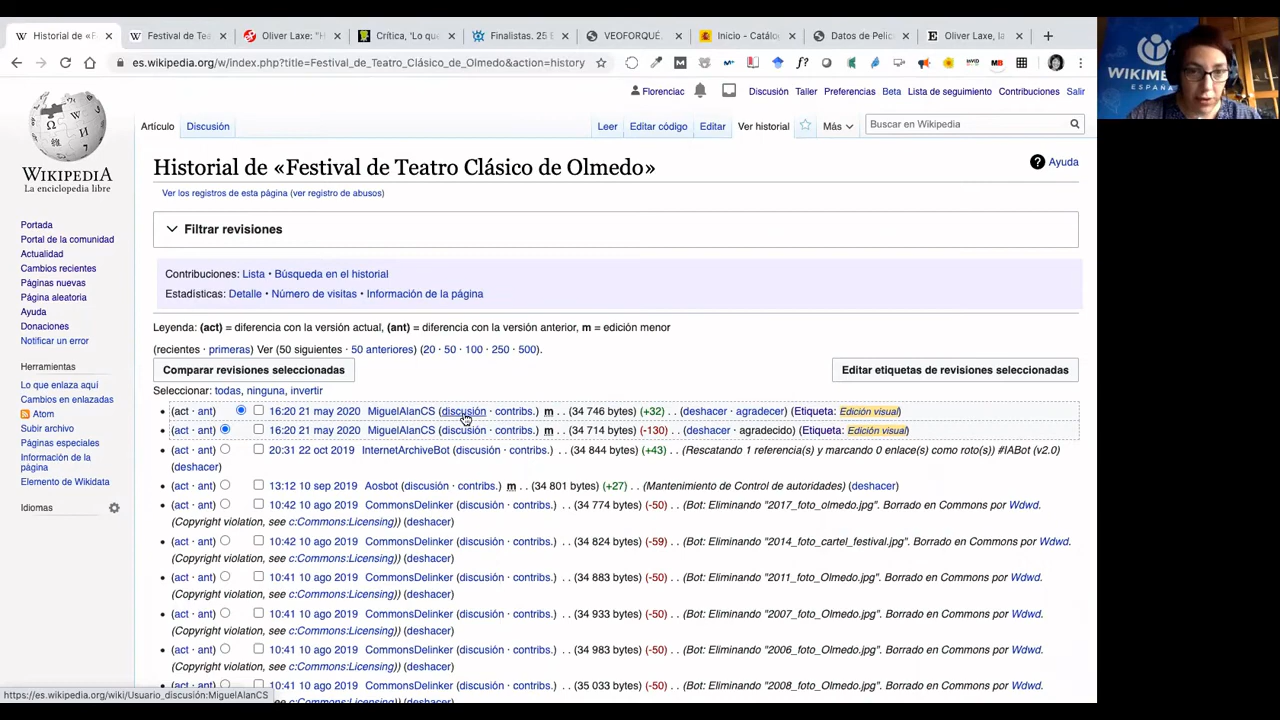 Historial de «F
Festival de Tea
Oliver Laxe: "H
Crítica, 'Lo que
Finalistas. 25 E
VEOFORQUÉ.
Inicio - Catálog
Datos de Pelíc
Oliver Laxe, la
es.wikipedia.org/w/index.php?title=Festival_de_Teatro_Clásico_de_Olmedo&action=history
WIKIMEDIA
ESPAÑA
Florenciac Discusión Taller Preferencias Beta Lista de seguimiento Contribuciones Salir
Artículo Discusión Leer Editar código Editar Ver historial Más Buscar en Wikipedia
WIKIPEDIA
La enciclopedia libre
Portada
Portal de la comunidad
Actualidad
Cambios recientes
Páginas nuevas
Página aleatoria
Ayuda
Donaciones
Notificar un error
Herramientas
Lo que enlaza aquí
Cambios en enlazadas
Atom
Subir archivo
Páginas especiales
Información de la
página
Elemento de Wikidata
Idiomas
Historial de «Festival de Teatro Clásico de Olmedo»
Ayuda
Ver los registros de esta página (ver registro de abusos)
Filtrar revisiones
Contribuciones: Lista • Búsqueda en el historial
Estadísticas: Detalle • Número de visitas • Información de la página
Leyenda: (act) = diferencia con la versión actual, (ant) = diferencia con la versión anterior, m = edición menor
(recientes · primeras) Ver (50 siguientes · 50 anteriores) (20 · 50 · 100 · 250 · 500).
Comparar revisiones seleccionadas Editar etiquetas de revisiones seleccionadas
Seleccionar: todas, ninguna, invertir
(act · ant) 16:20 21 may 2020 MiguelAlanCS (discusión · contribs.) m (34 746 bytes) (+32) . . (deshacer · agradecer) (Etiqueta: Edición visual)
(act · ant) 16:20 21 may 2020 MiguelAlanCS (discusión · contribs.) m (34 714 bytes) (-130) . . (deshacer · agradecido) (Etiqueta: Edición visual)
(act · ant) 20:31 22 oct 2019 InternetArchiveBot (discusión · contribs.) . . (34 844 bytes) (+43) . . (Rescatando 1 referencia(s) y marcando 0 enlace(s) como roto(s)) #IABot (v2.0)
(deshacer)
(act · ant) 13:12 10 sep 2019 Aosbot (discusión · contribs.) m . . (34 801 bytes) (+27) . . (Mantenimiento de Control de autoridades) (deshacer)
(act · ant) 10:42 10 ago 2019 CommonsDelinker (discusión · contribs.) . . (34 774 bytes) (-50) . . (Bot: Eliminando "2017_foto_olmedo.jpg". Borrado en Commons por Wdwd.
(Copyright violation, see c:Commons:Licensing)) (deshacer)
(act · ant) 10:42 10 ago 2019 CommonsDelinker (discusión · contribs.) . . (34 824 bytes) (-59) . . (Bot: Eliminando "2014_foto_cartel_festival.jpg". Borrado en Commons por Wdwd.
(Copyright violation, see c:Commons:Licensing)) (deshacer)
(act · ant) 10:41 10 ago 2019 CommonsDelinker (discusión · contribs.) . . (34 883 bytes) (-50) . . (Bot: Eliminando "2011_foto_Olmedo.jpg". Borrado en Commons por Wdwd.
(Copyright violation, see c:Commons:Licensing)) (deshacer)
(act · ant) 10:41 10 ago 2019 CommonsDelinker (discusión · contribs.) . . (34 933 bytes) (-50) . . (Bot: Eliminando "2007_foto_Olmedo.jpg". Borrado en Commons por Wdwd.
(Copyright violation, see c:Commons:Licensing)) (deshacer)
(act · ant) 10:41 10 ago 2019 CommonsDelinker (discusión · contribs.) . . (34 983 bytes) (-50) . . (Bot: Eliminando "2006_foto_Olmedo.jpg". Borrado en Commons por Wdwd.
(Copyright violation, see c:Commons:Licensing)) (deshacer)
(act · ant) 10:41 10 ago 2019 CommonsDelinker (discusión · contribs.) . . (35 033 bytes) (-50) . . (Bot: Eliminando "2008_foto_Olmedo.jpg". Borrado en Commons por Wdwd.
https://es.wikipedia.org/wiki/Usuario_discusión:MiguelAlanCS